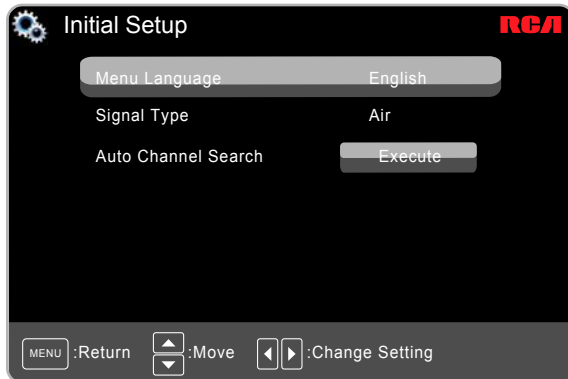 Initial Setup RCA
Menu Language English
Signal Type Air
Auto Channel Search Execute
MENU :Return :Move :Change Setting